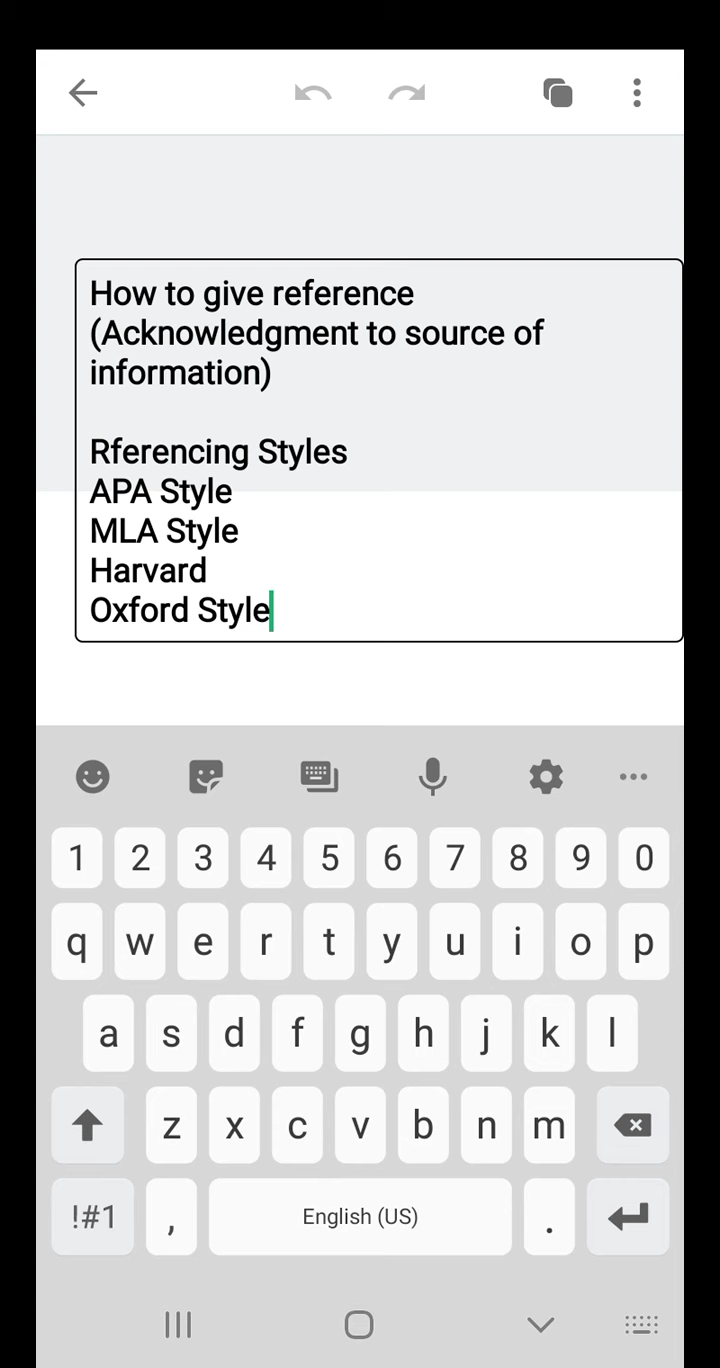 How to give reference
(Acknowledgment to source of
information)
Rferencing Styles
APA Style
MLA Style
Harvard
Oxford Style
1 2 3 4 5 6 7 8 9 0
q w e r t y u i o p
a s d f g h j k l
z x c v b n m
!#1 , English (US) .